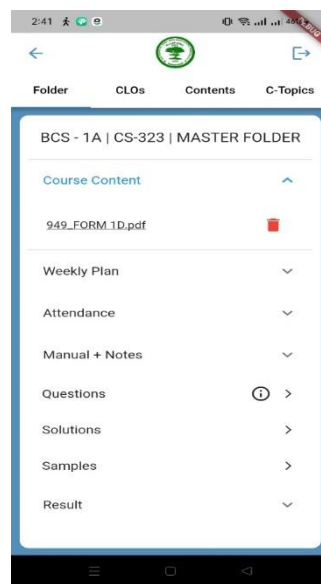 2:41
Folder CLOs Contents C-Topics
BCS - 1A | CS-323 | MASTER FOLDER
Course Content
949_FORM 1D.pdf
Weekly Plan
Attendance
Manual + Notes
Questions
Solutions
Samples
Result